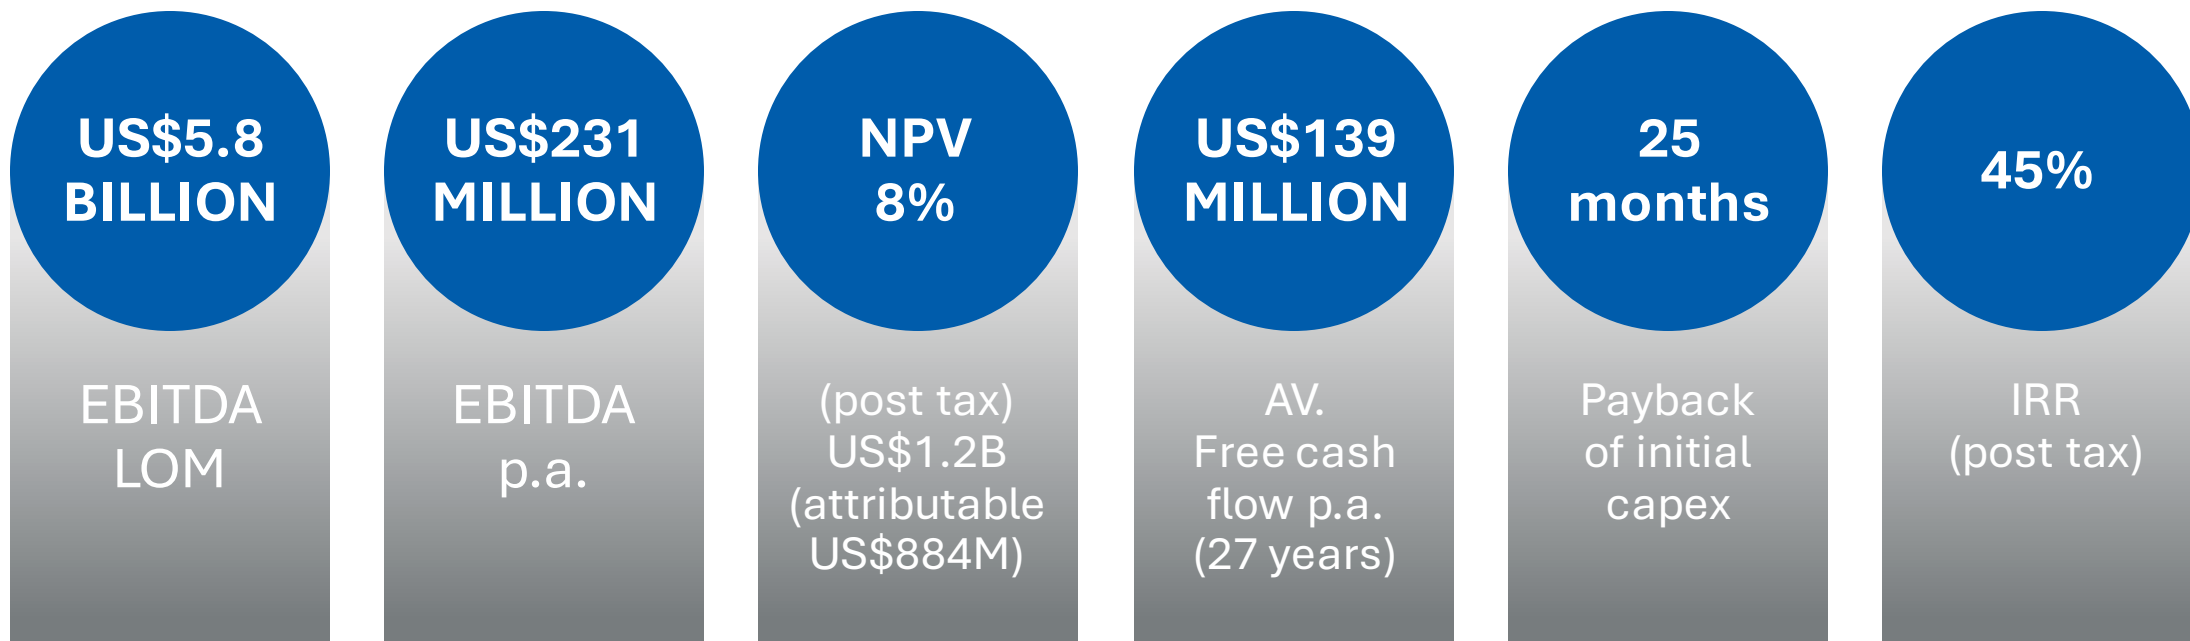 US$5.8
BILLION
EBITDA
LOM
US$231
MILLION
EBITDA
p.a.
NPV
8%
(post tax)
US$1.2B
(attributable
US$884M)
US$139
MILLION
AV.
Free cash
flow p.a.
(27 years)
25
months
Payback
of initial
capex
45%
IRR
(post tax)